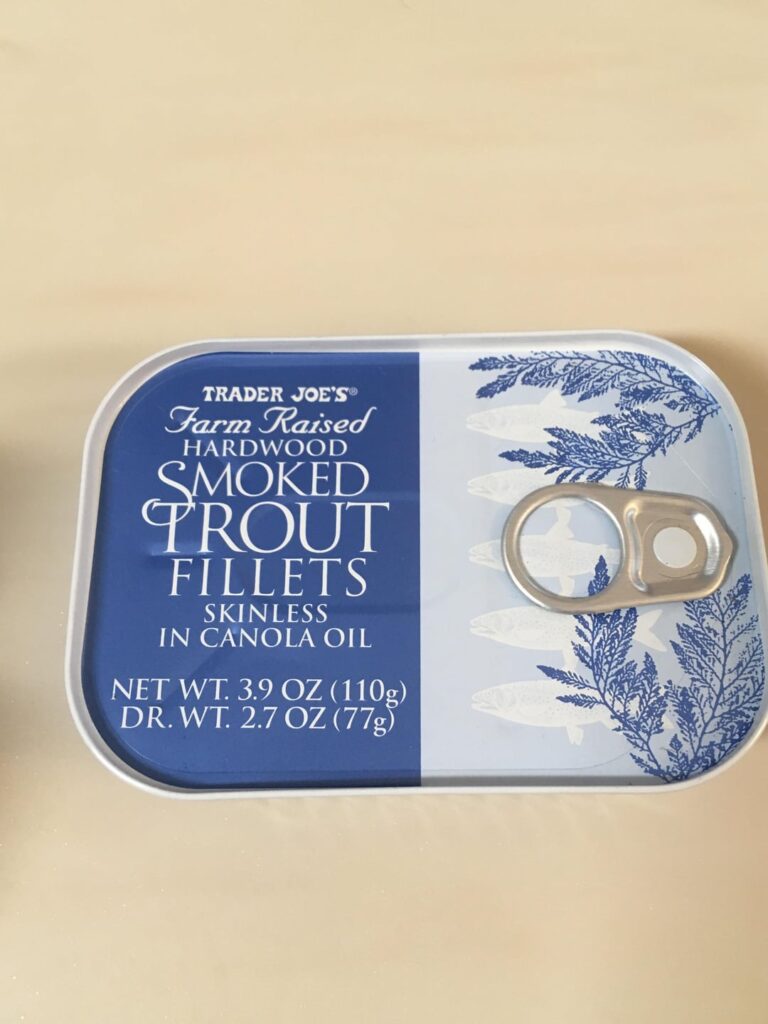 TRADER JOE'S®
Farm Raised
HARDWOOD
SMOKED
TROUT
FILLETS
SKINLESS
IN CANOLA OIL
NET WT. 3.9 OZ (110g)
DR. WT. 2.7 OZ (77g)